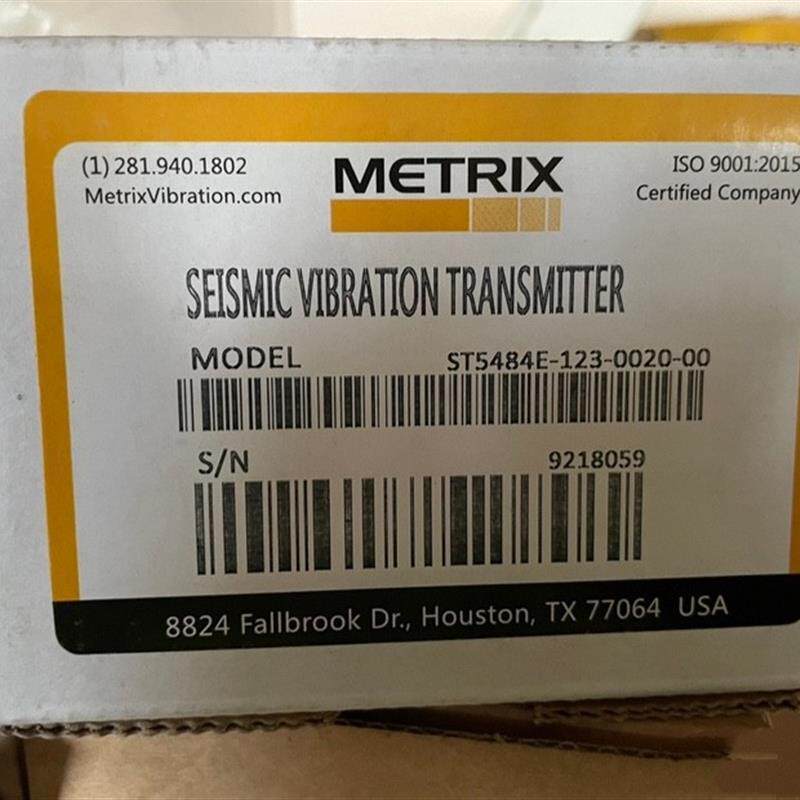 (1) 281.940.1802
MetrixVibration.com
METRIX
ISO 9001:2015
Certified Company
SEISMIC VIBRATION TRANSMITTER
MODEL ST5484E-123-0020-00
S/N 9218059
8824 Fallbrook Dr., Houston, TX 77064 USA